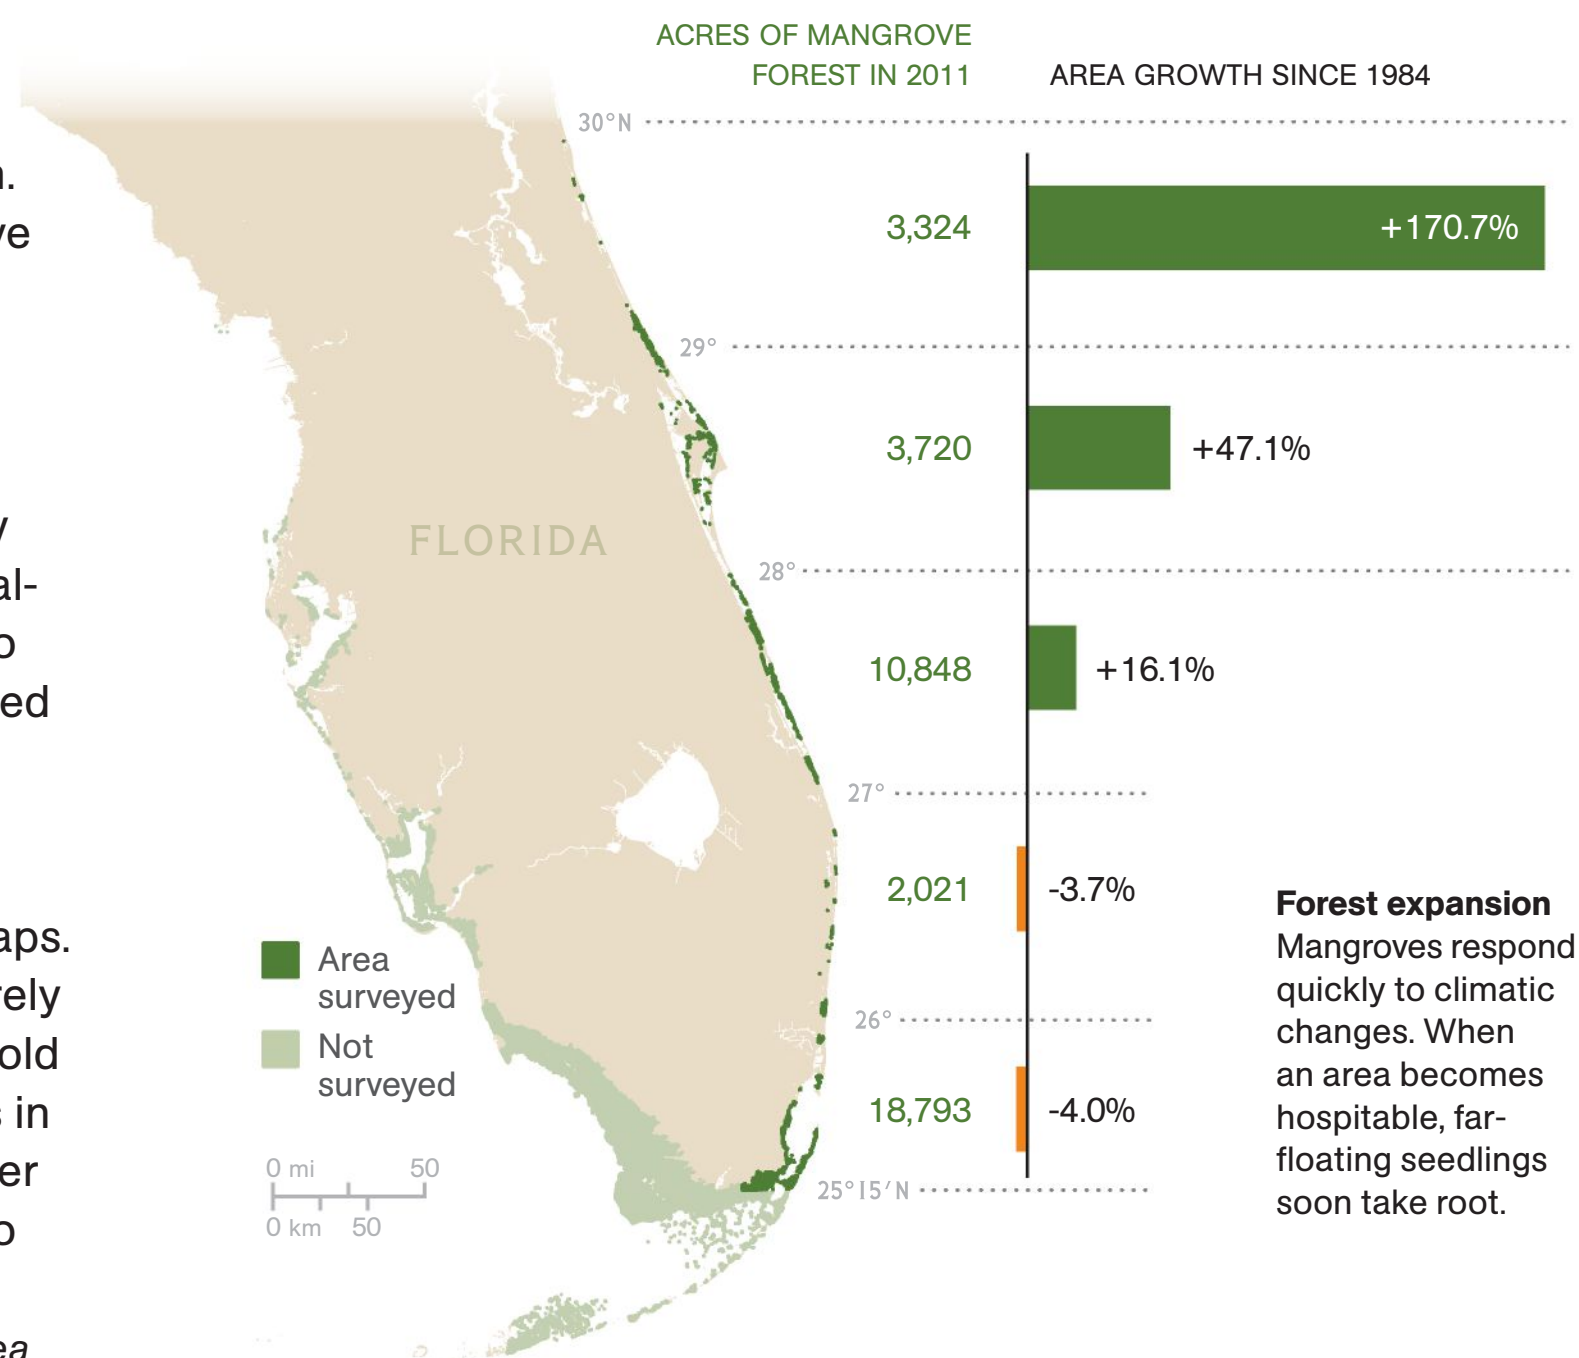 ACRES OF MANGROVE
FOREST IN 2011
AREA GROWTH SINCE 1984
30°N
3,324
+170.7%
29°
3,720
+47.1%
28°
10,848
+16.1%
27°
2,021
-3.7%
26°
18,793
-4.0%
25°15′N
FLORIDA
Area
surveyed
Not
surveyed
0 mi 50
0 km 50
Forest expansion
Mangroves respond
quickly to climatic
changes. When
an area becomes
hospitable, far-
floating seedlings
soon take root.
in